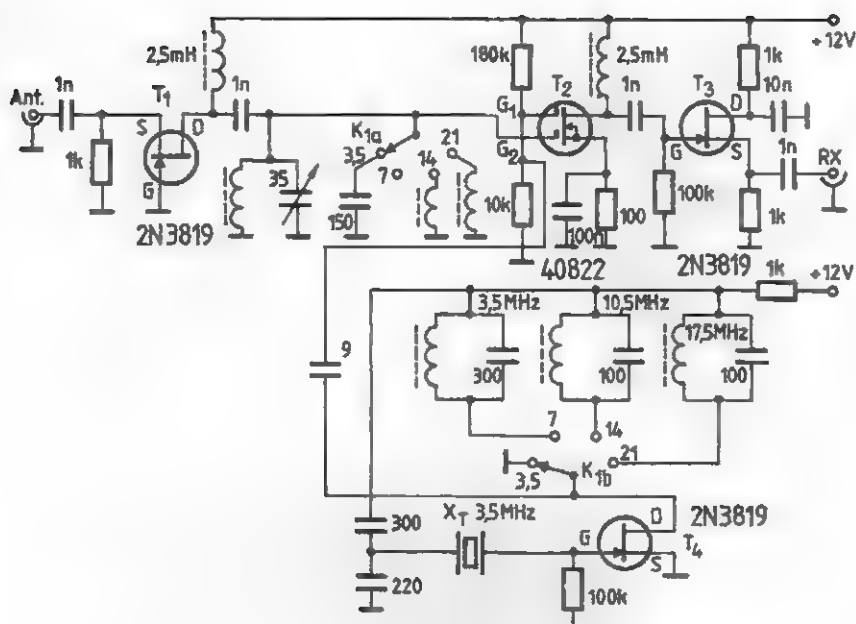 +12V
2,5mH
180k
2,5mH
1k
10n
Ant.
1n
T1
1n
G1
T2
1n
T3
D
S
D
K1a
3,5
21
G2
G
S
1n
RX
1k
G
35
7
14
10k
100k
2N3819
150
100n
100
1k
40822
2N3819
1k
+12V
3,5MHz
10,5MHz
17,5MHz
9
300
100
100
7
14
21
3,5
K1b
300
XT 3,5MHz
D
2N3819
G
S
T4
220
100k